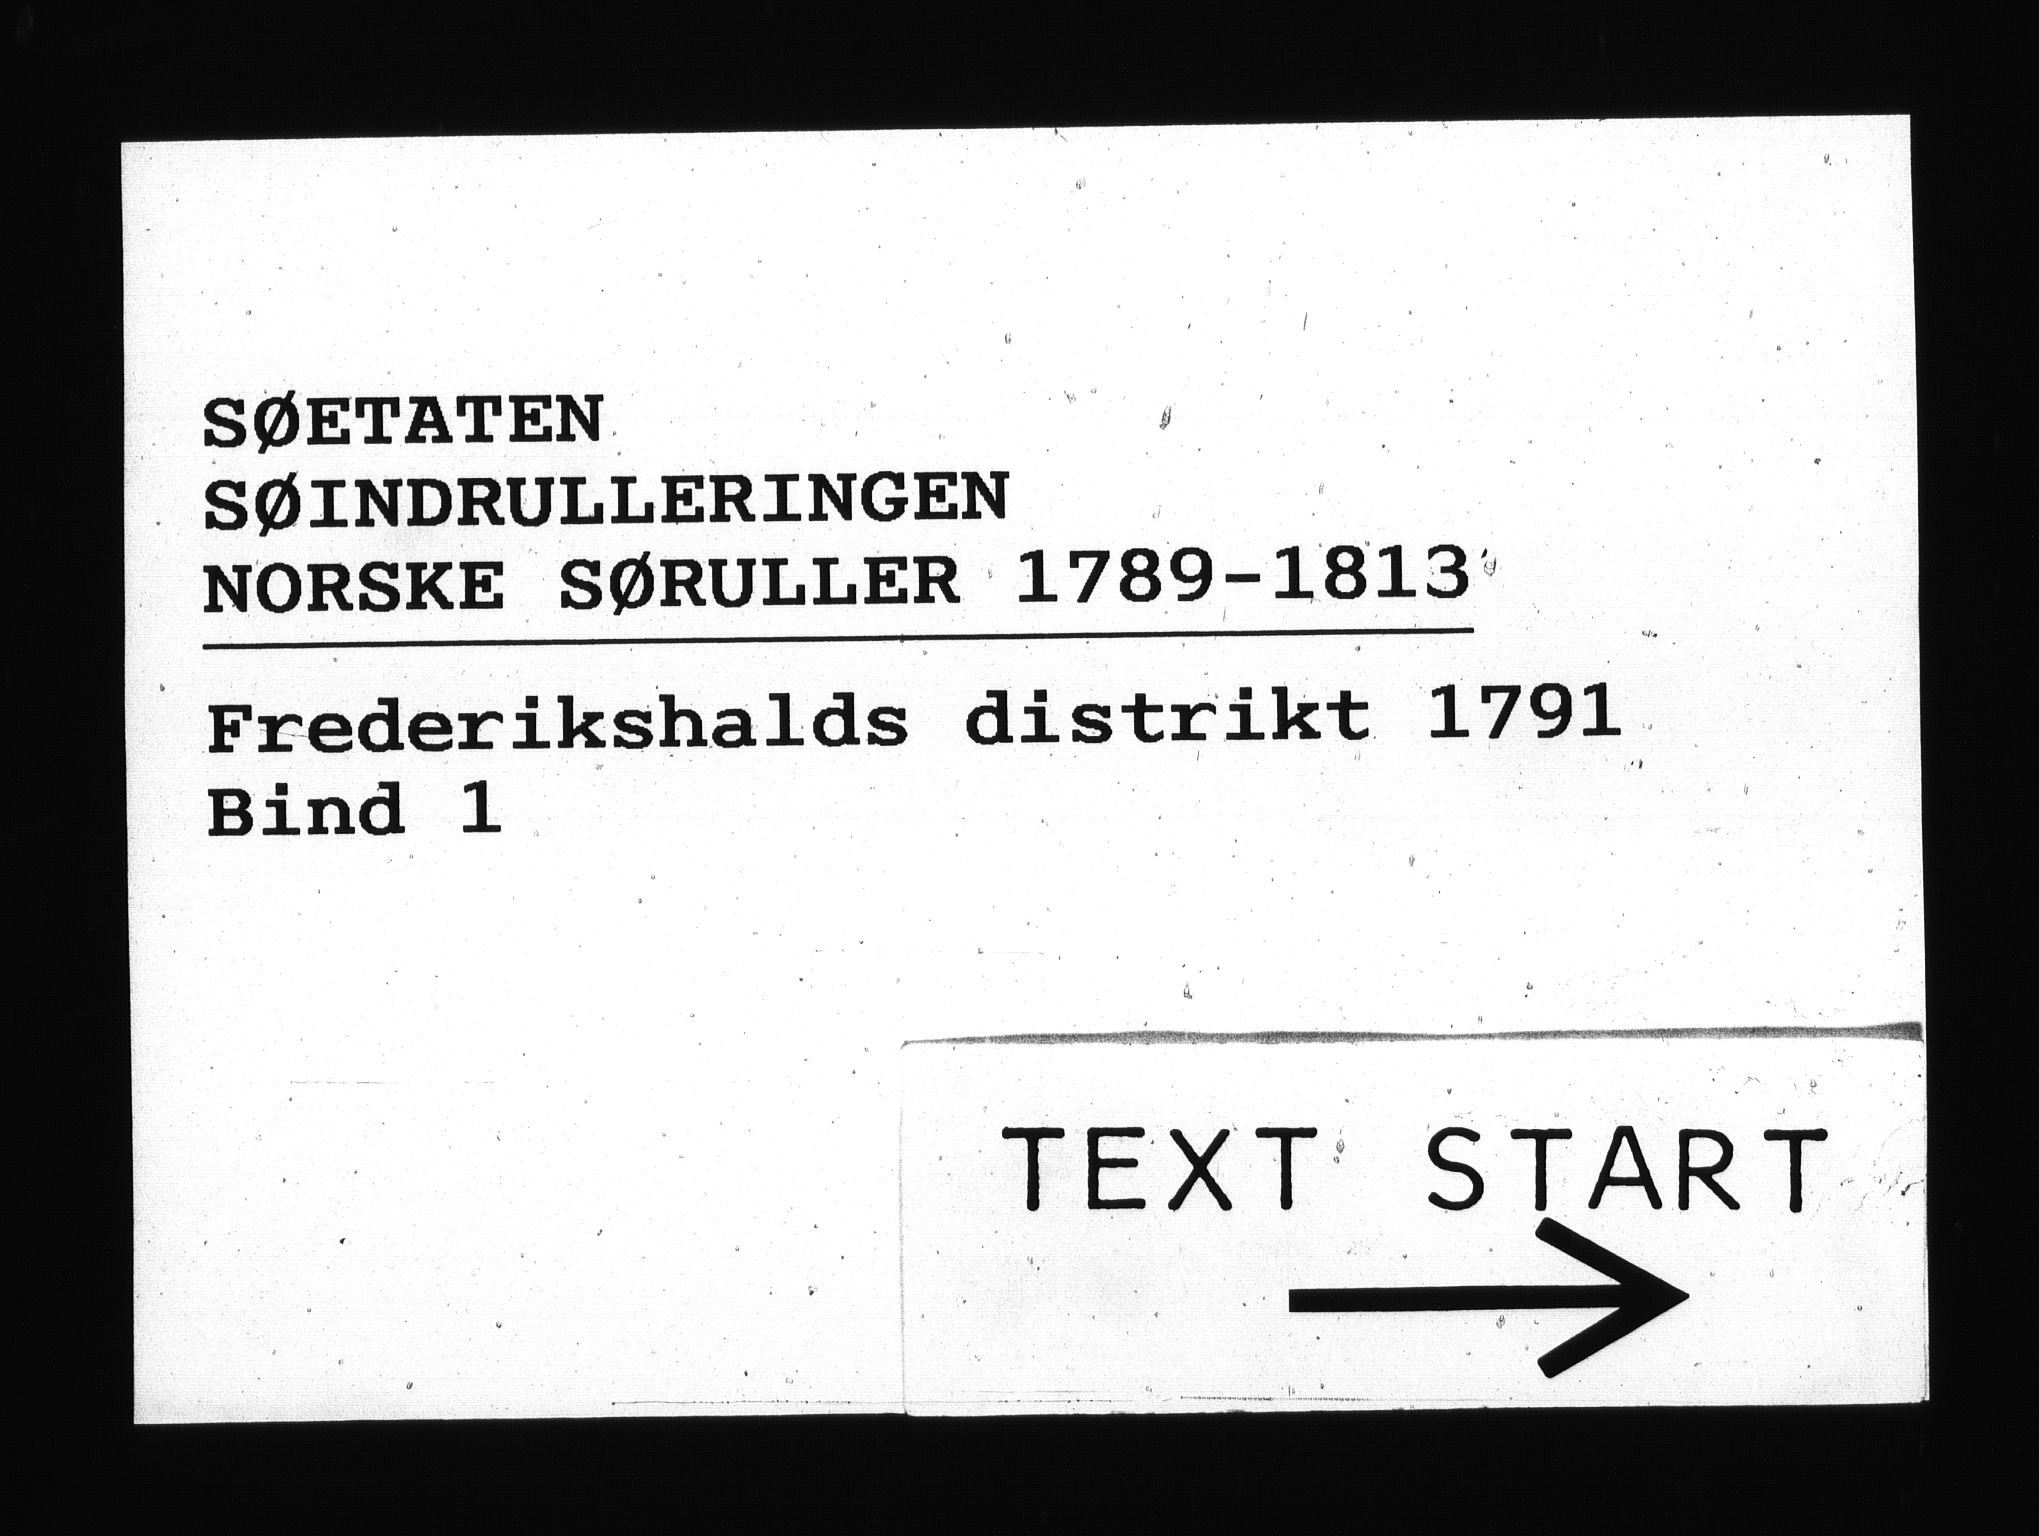 SØETATEN
SØINDRULLERINGEN
NORSKE SØRULLER 1789-1813
Frederikshalds distrikt 1791
Bind 1
TEXT START